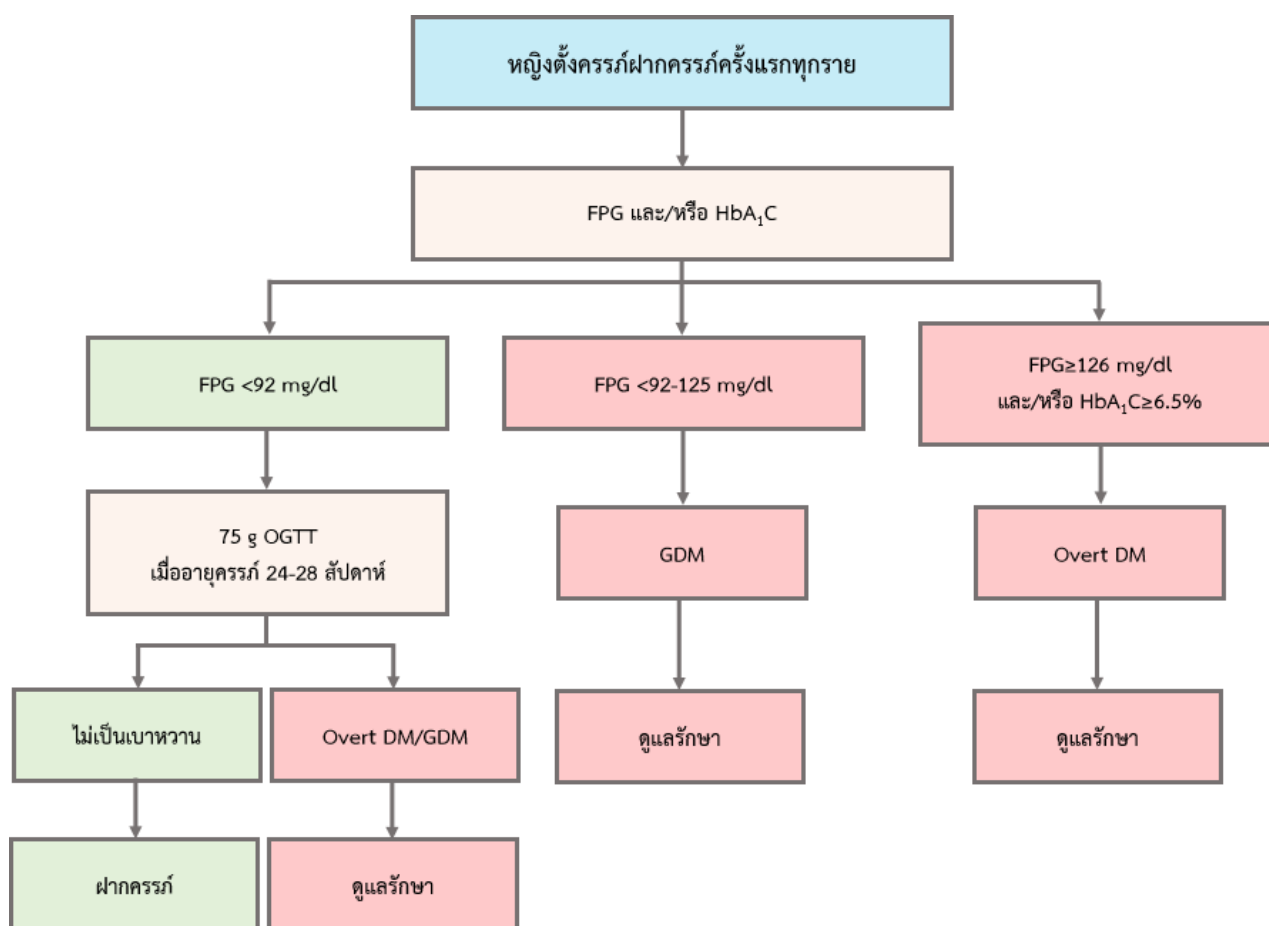 หญิงตั้งครรภ์ฝากครรภ์ครั้งแรกทุกราย
FPG และ/หรือ HbA₁C
FPG <92 mg/dl
FPG <92-125 mg/dl
FPG≥126 mg/dl
และ/หรือ HbA₁C≥6.5%
75 g OGTT
เมื่ออายุครรภ์ 24-28 สัปดาห์
GDM
Overt DM
ไม่เป็นเบาหวาน
Overt DM/GDM
ดูแลรักษา
ดูแลรักษา
ฝากครรภ์
ดูแลรักษา